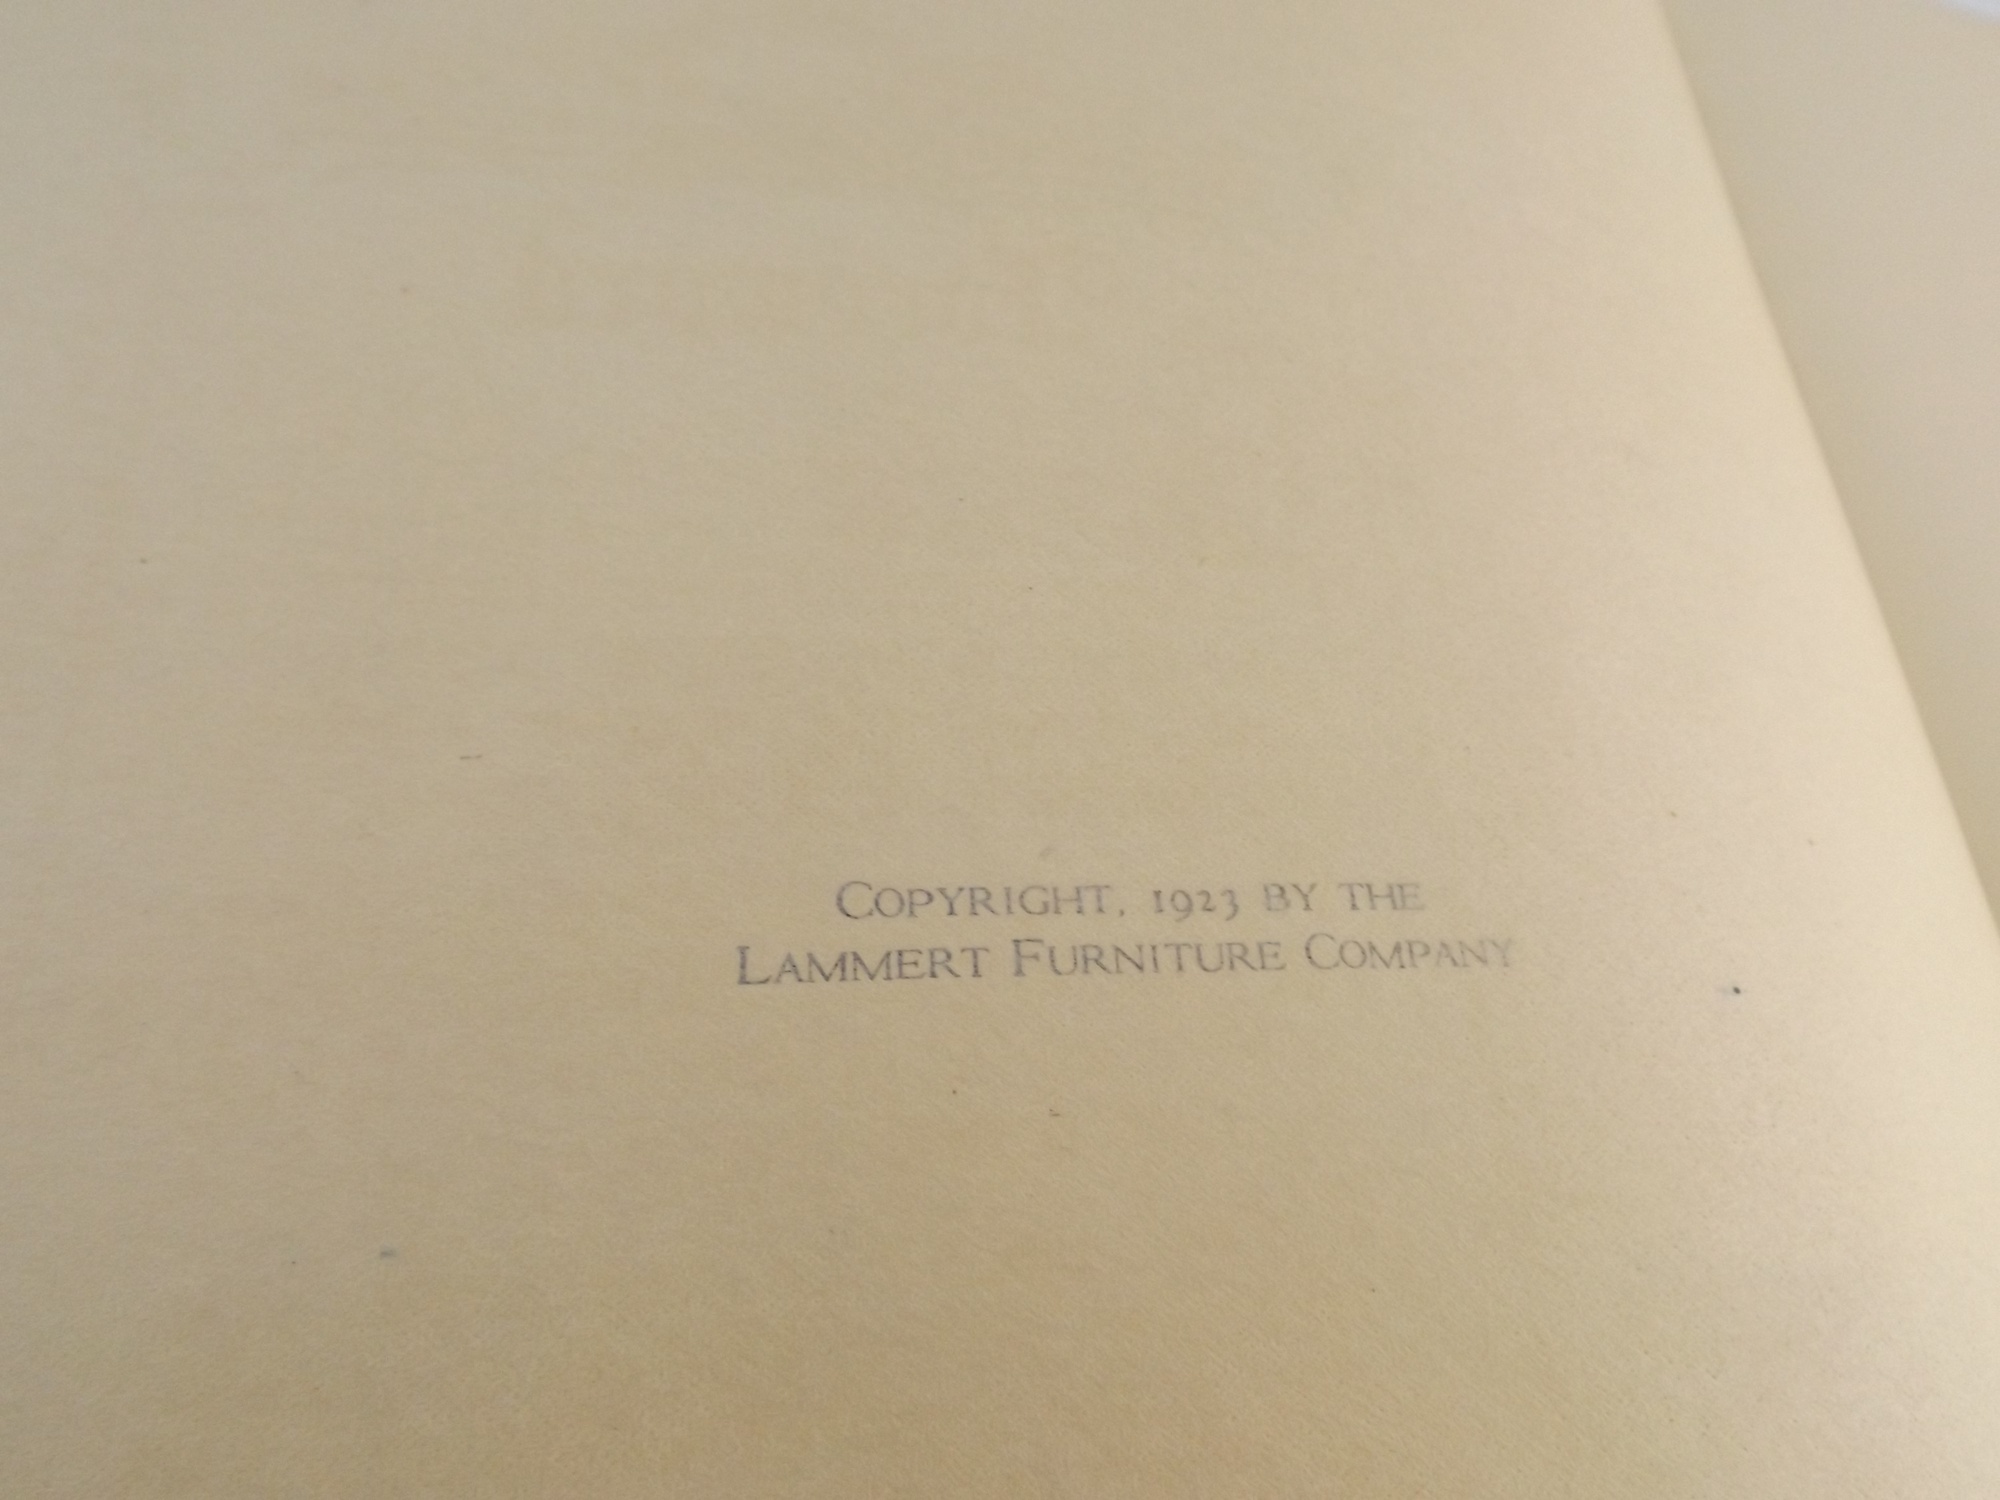 Copyright, 1923 by the
Lammert Furniture Company